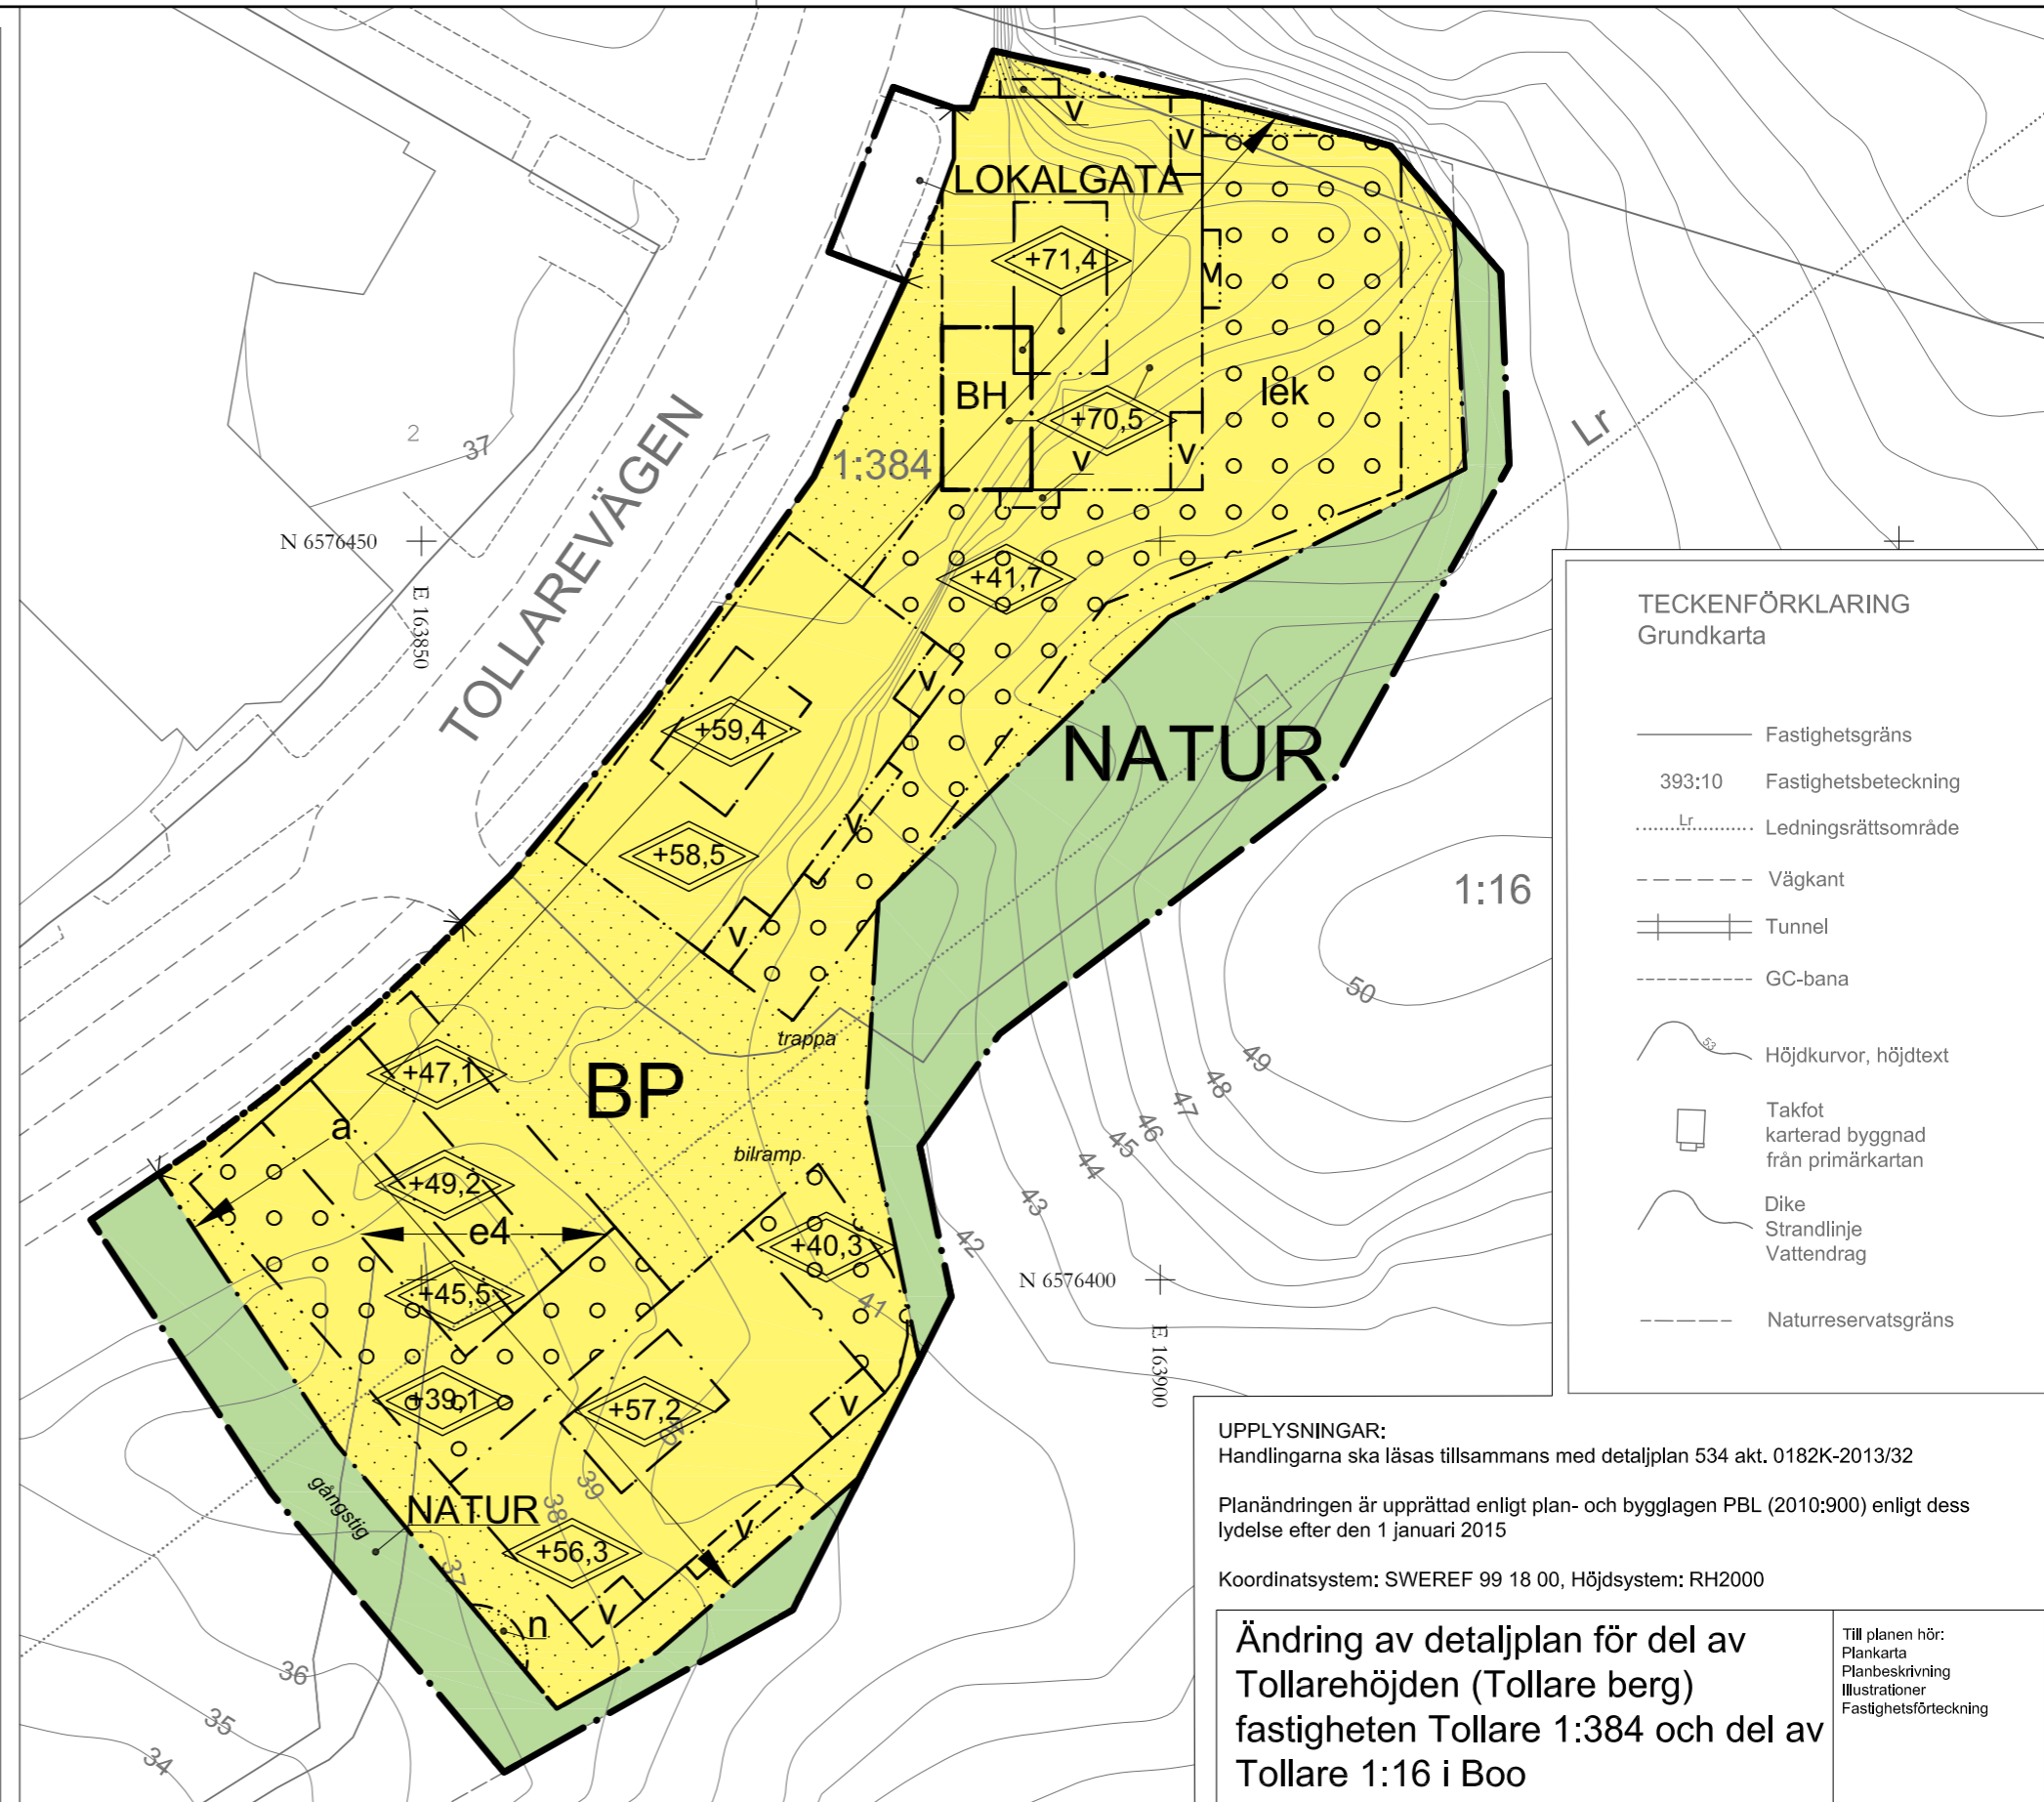 V
V
LOKALGATA
+71,4
M
BH
lek
+70,5
V
V
1:384
2
37
TOLLAREVÄGEN
Lr
N 6576450
E 163850
+41,7
V
+59,4
NATUR
V
+58,5
V
1:16
50
trappa
BP
+47,1
a
49
48
47
46
45
44
43
42
bilramp
+49,2
e4
+40,3
+45,5
41
N 6576400
E 163900
+39,1
+57,2
V
39
38
gångstig
NATUR
V
+56,3
37
V
n
36
35
34
TECKENFÖRKLARING
Grundkarta
Fastighetsgräns
393:10 Fastighetsbeteckning
Lr Ledningsrättsområde
Vägkant
Tunnel
GC-bana
53 Höjdkurvor, höjdtext
Takfot
karterad byggnad
från primärkartan
Dike
Strandlinje
Vattendrag
Naturreservatsgräns
UPPLYSNINGAR:
Handlingarna ska läsas tillsammans med detaljplan 534 akt. 0182K-2013/32
Planändringen är upprättad enligt plan- och bygglagen PBL (2010:900) enligt dess
lydelse efter den 1 januari 2015
Koordinatsystem: SWEREF 99 18 00, Höjdsystem: RH2000
Ändring av detaljplan för del av
Tollarehöjden (Tollare berg)
fastigheten Tollare 1:384 och del av
Tollare 1:16 i Boo
Till planen hör:
Plankarta
Planbeskrivning
Illustrationer
Fastighetsförteckning